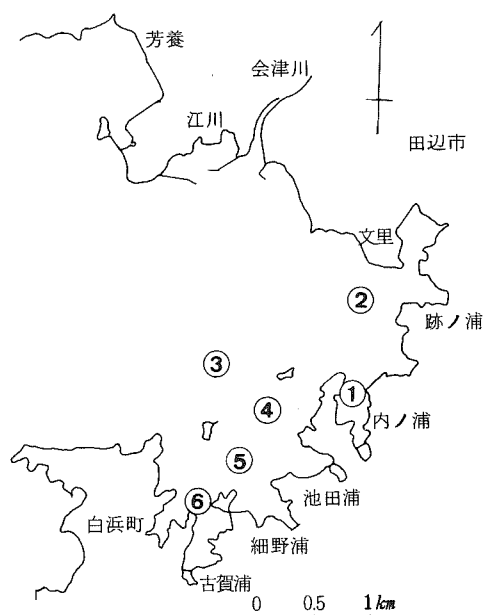 芳養
会津川
江川
田辺市
文里
②
跡ノ浦
③
①
④
内ノ浦
⑤
池田浦
⑥
白浜町
細野浦
古賀浦
0 0.5 1km